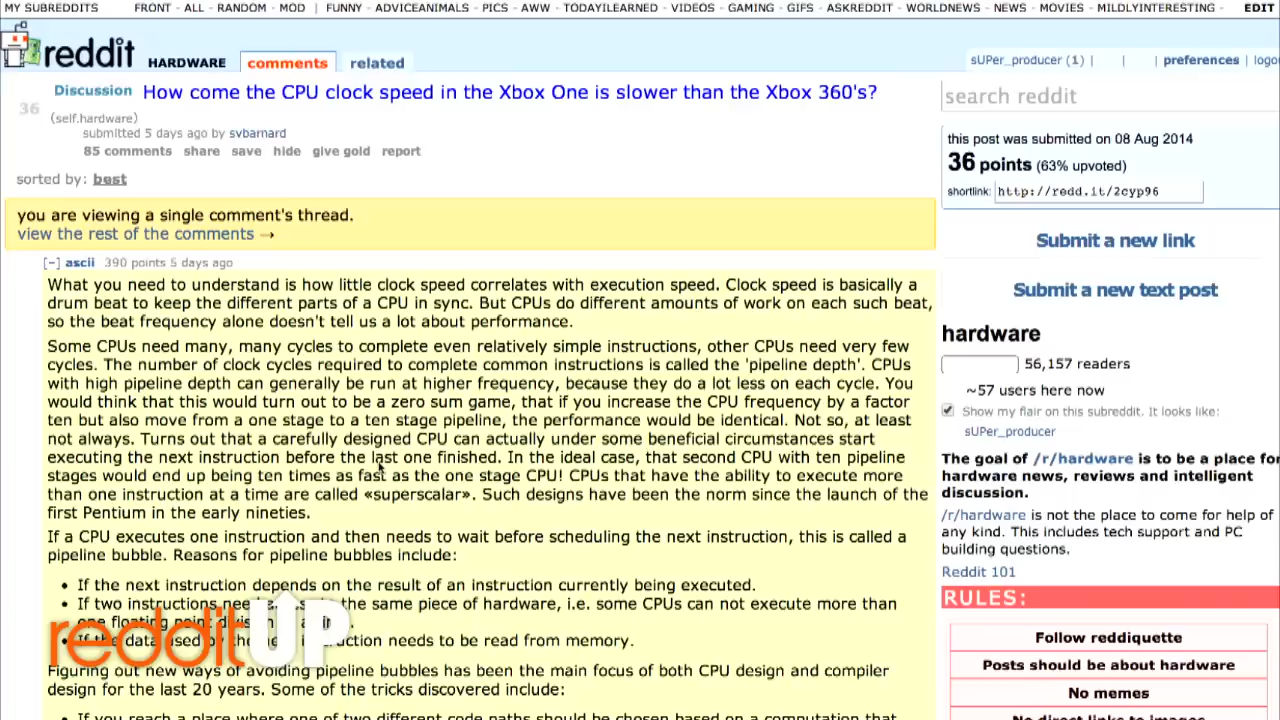 MY SUBREDDITS FRONT - ALL - RANDOM - MOD | FUNNY - ADVICEANIMALS - PICS - AWW - TODAYILEARNED - VIDEOS - GAMING - GIFS - ASKREDDIT - WORLDNEWS - NEWS - MOVIES - MILDLYINTERESTING - EDIT
reddit HARDWARE comments related
sUPer_producer (1) | | | preferences | logo
Discussion How come the CPU clock speed in the Xbox One is slower than the Xbox 360's?
36
(self.hardware)
submitted 5 days ago by svbarnard
85 comments share save hide give gold report
sorted by: best
you are viewing a single comment's thread.
view the rest of the comments →
[–] ascii 390 points 5 days ago
What you need to understand is how little clock speed correlates with execution speed. Clock speed is basically a
drum beat to keep the different parts of a CPU in sync. But CPUs do different amounts of work on each such beat,
so the beat frequency alone doesn't tell us a lot about performance.
Some CPUs need many, many cycles to complete even relatively simple instructions, other CPUs need very few
cycles. The number of clock cycles required to complete common instructions is called the 'pipeline depth'. CPUs
with high pipeline depth can generally be run at higher frequency, because they do a lot less on each cycle. You
would think that this would turn out to be a zero sum game, that if you increase the CPU frequency by a factor
ten but also move from a one stage to a ten stage pipeline, the performance would be identical. Not so, at least
not always. Turns out that a carefully designed CPU can actually under some beneficial circumstances start
executing the next instruction before the last one finished. In the ideal case, that second CPU with ten pipeline
stages would end up being ten times as fast as the one stage CPU! CPUs that have the ability to execute more
than one instruction at a time are called «superscalar». Such designs have been the norm since the launch of the
first Pentium in the early nineties.
If a CPU executes one instruction and then needs to wait before scheduling the next instruction, this is called a
pipeline bubble. Reasons for pipeline bubbles include:
• If the next instruction depends on the result of an instruction currently being executed.
• If two instructions need the same piece of hardware, i.e. some CPUs can not execute more than
one floating point
• If the data used by the instruction needs to be read from memory.
Figuring out new ways of avoiding pipeline bubbles has been the main focus of both CPU design and compiler
design for the last 20 years. Some of the tricks discovered include:
• If you reach a place where one of two different code paths should be chosen based on a computation that
redditUP
search reddit
this post was submitted on 08 Aug 2014
36 points (63% upvoted)
shortlink: http://redd.it/2cyp96
Submit a new link
Submit a new text post
hardware
56,157 readers
~57 users here now
Show my flair on this subreddit. It looks like:
sUPer_producer
The goal of /r/hardware is to be a place for
hardware news, reviews and intelligent
discussion.
/r/hardware is not the place to come for help of
any kind. This includes tech support and PC
building questions.
Reddit 101
RULES:
Follow reddiquette
Posts should be about hardware
No memes
No direct links to images